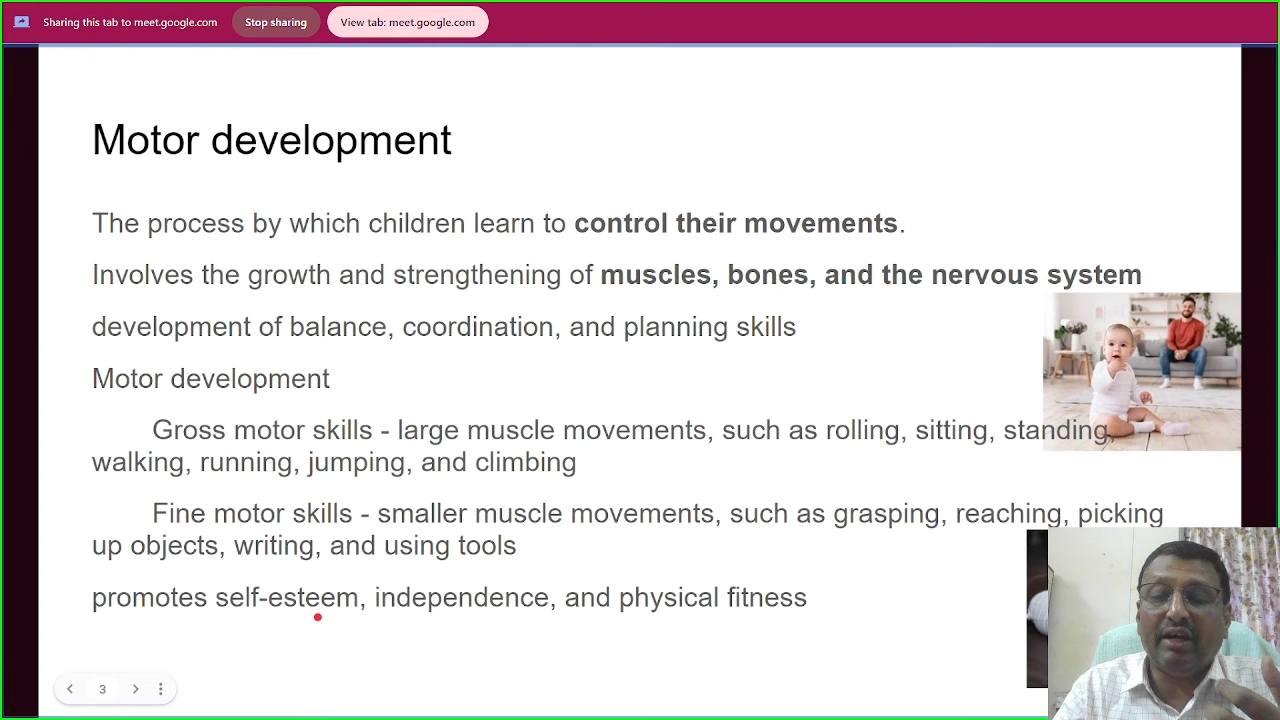 Sharing this tab to meet.google.com
Stop sharing
View tab: meet.google.com
Motor development
The process by which children learn to control their movements.
Involves the growth and strengthening of muscles, bones, and the nervous system
development of balance, coordination, and planning skills
Motor development
Gross motor skills - large muscle movements, such as rolling, sitting, standing,
walking, running, jumping, and climbing
Fine motor skills - smaller muscle movements, such as grasping, reaching, picking
up objects, writing, and using tools
promotes self-esteem, independence, and physical fitness
3